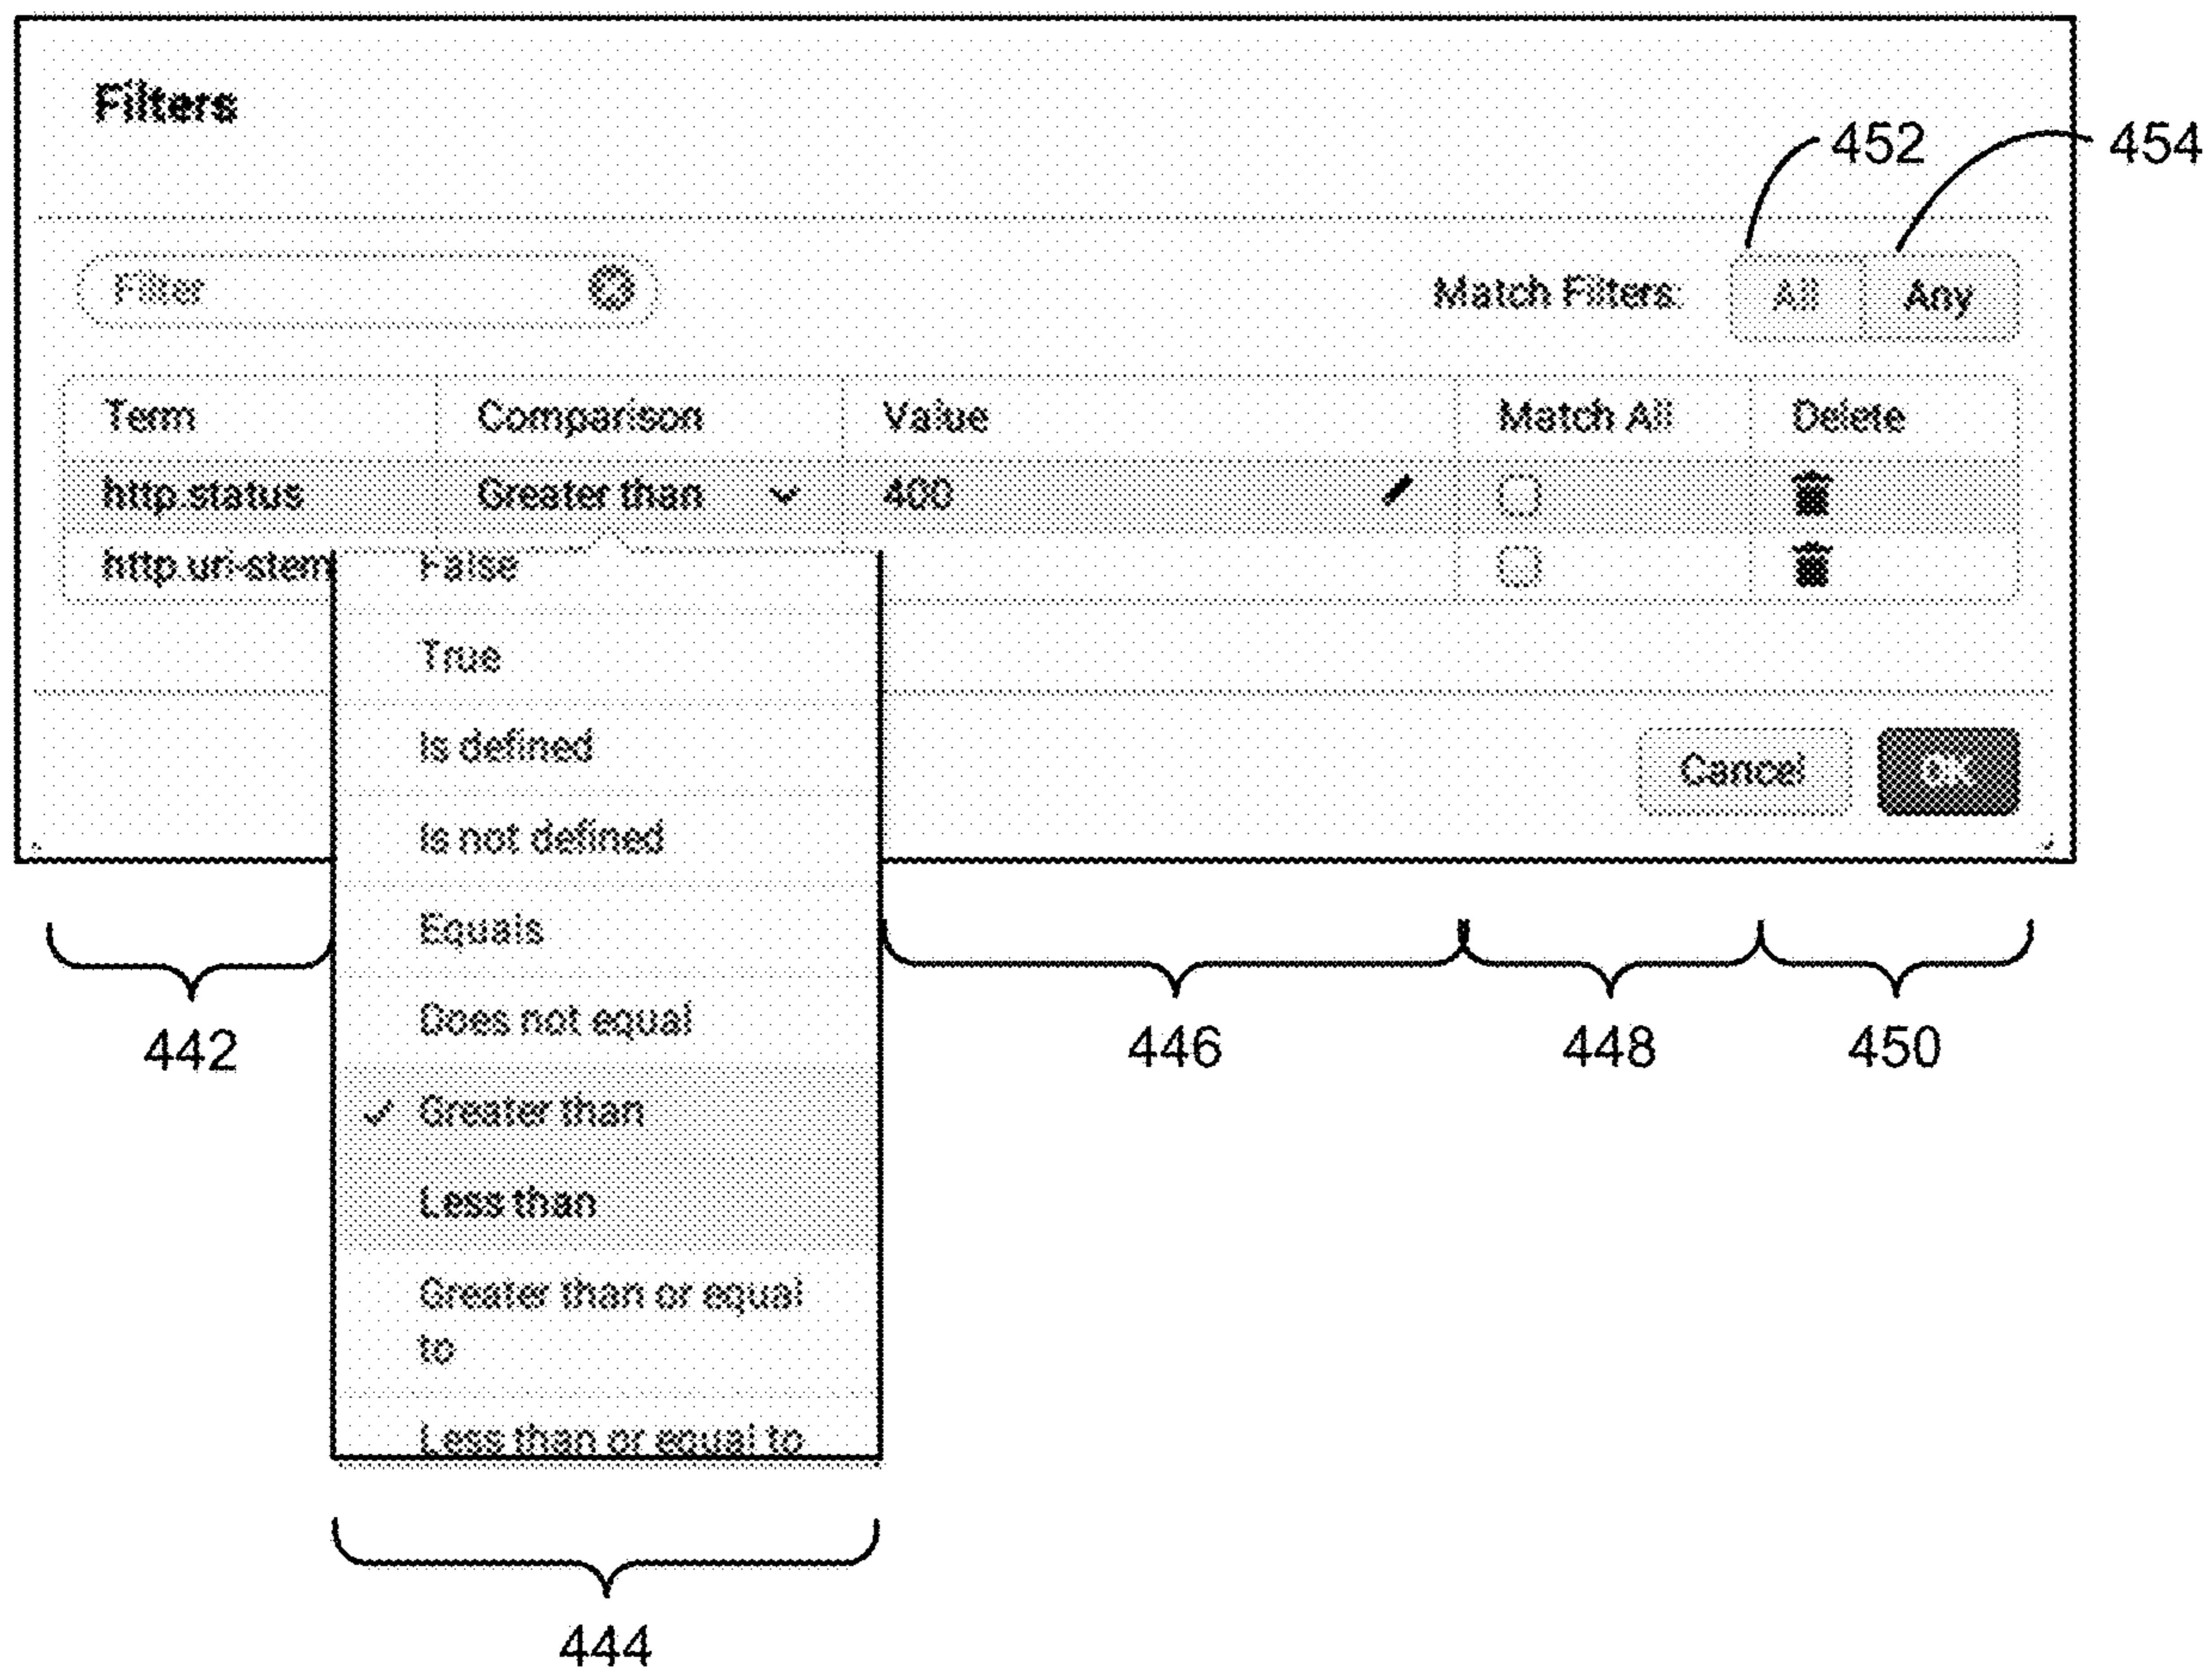 Filters
452
454
Filter
Match Filters:
All
Any
Term
Comparison
Value
Match All
Delete
http.status
Greater than
400
http.uri-stem
False
True
Is defined
Is not defined
Equals
Does not equal
Greater than
Less than
Greater than or equal
to
Less than or equal to
Cancel
OK
442
446
448
450
444